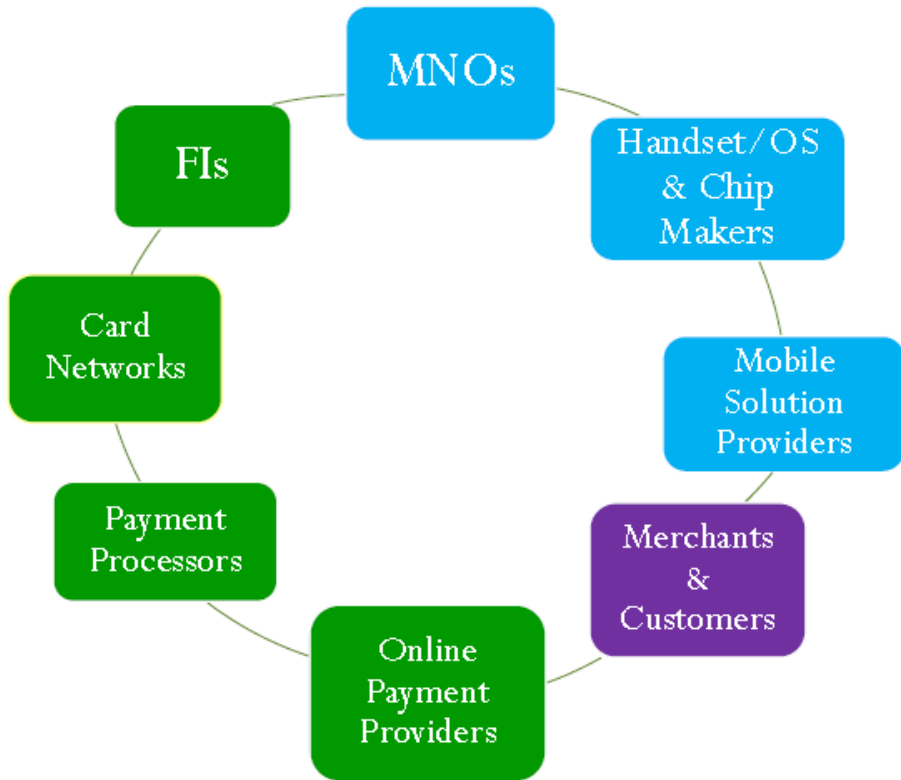 MNOs
Handset/OS
& Chip
Makers
Mobile
Solution
Providers
Merchants
&
Customers
Online
Payment
Providers
Payment
Processors
Card
Networks
FIs